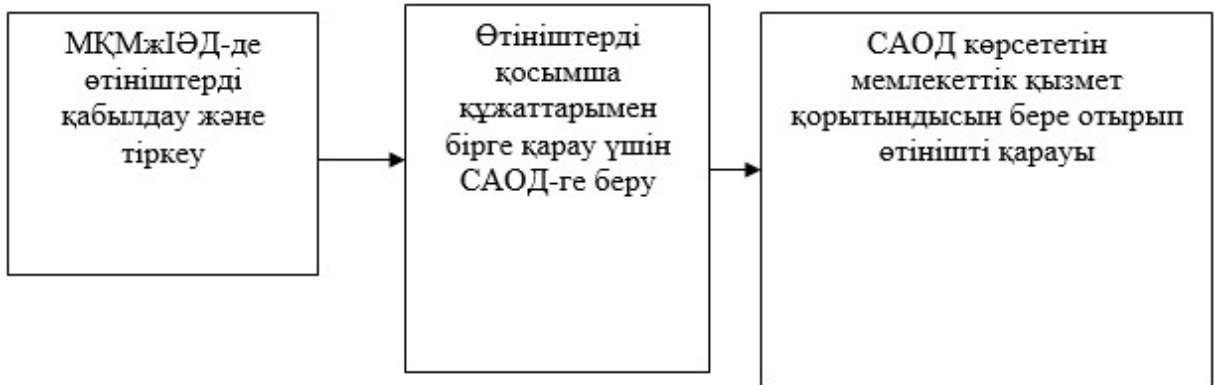 МҚМжІӘД-де
өтініштерді
қабылдау және
тіркеу
Өтініштерді
қосымша
құжаттарымен
бірге қарау үшін
САОД-ге беру
САОД көрсететін
мемлекеттік қызмет
қорытындысын бере отырып
өтінішті қарауы